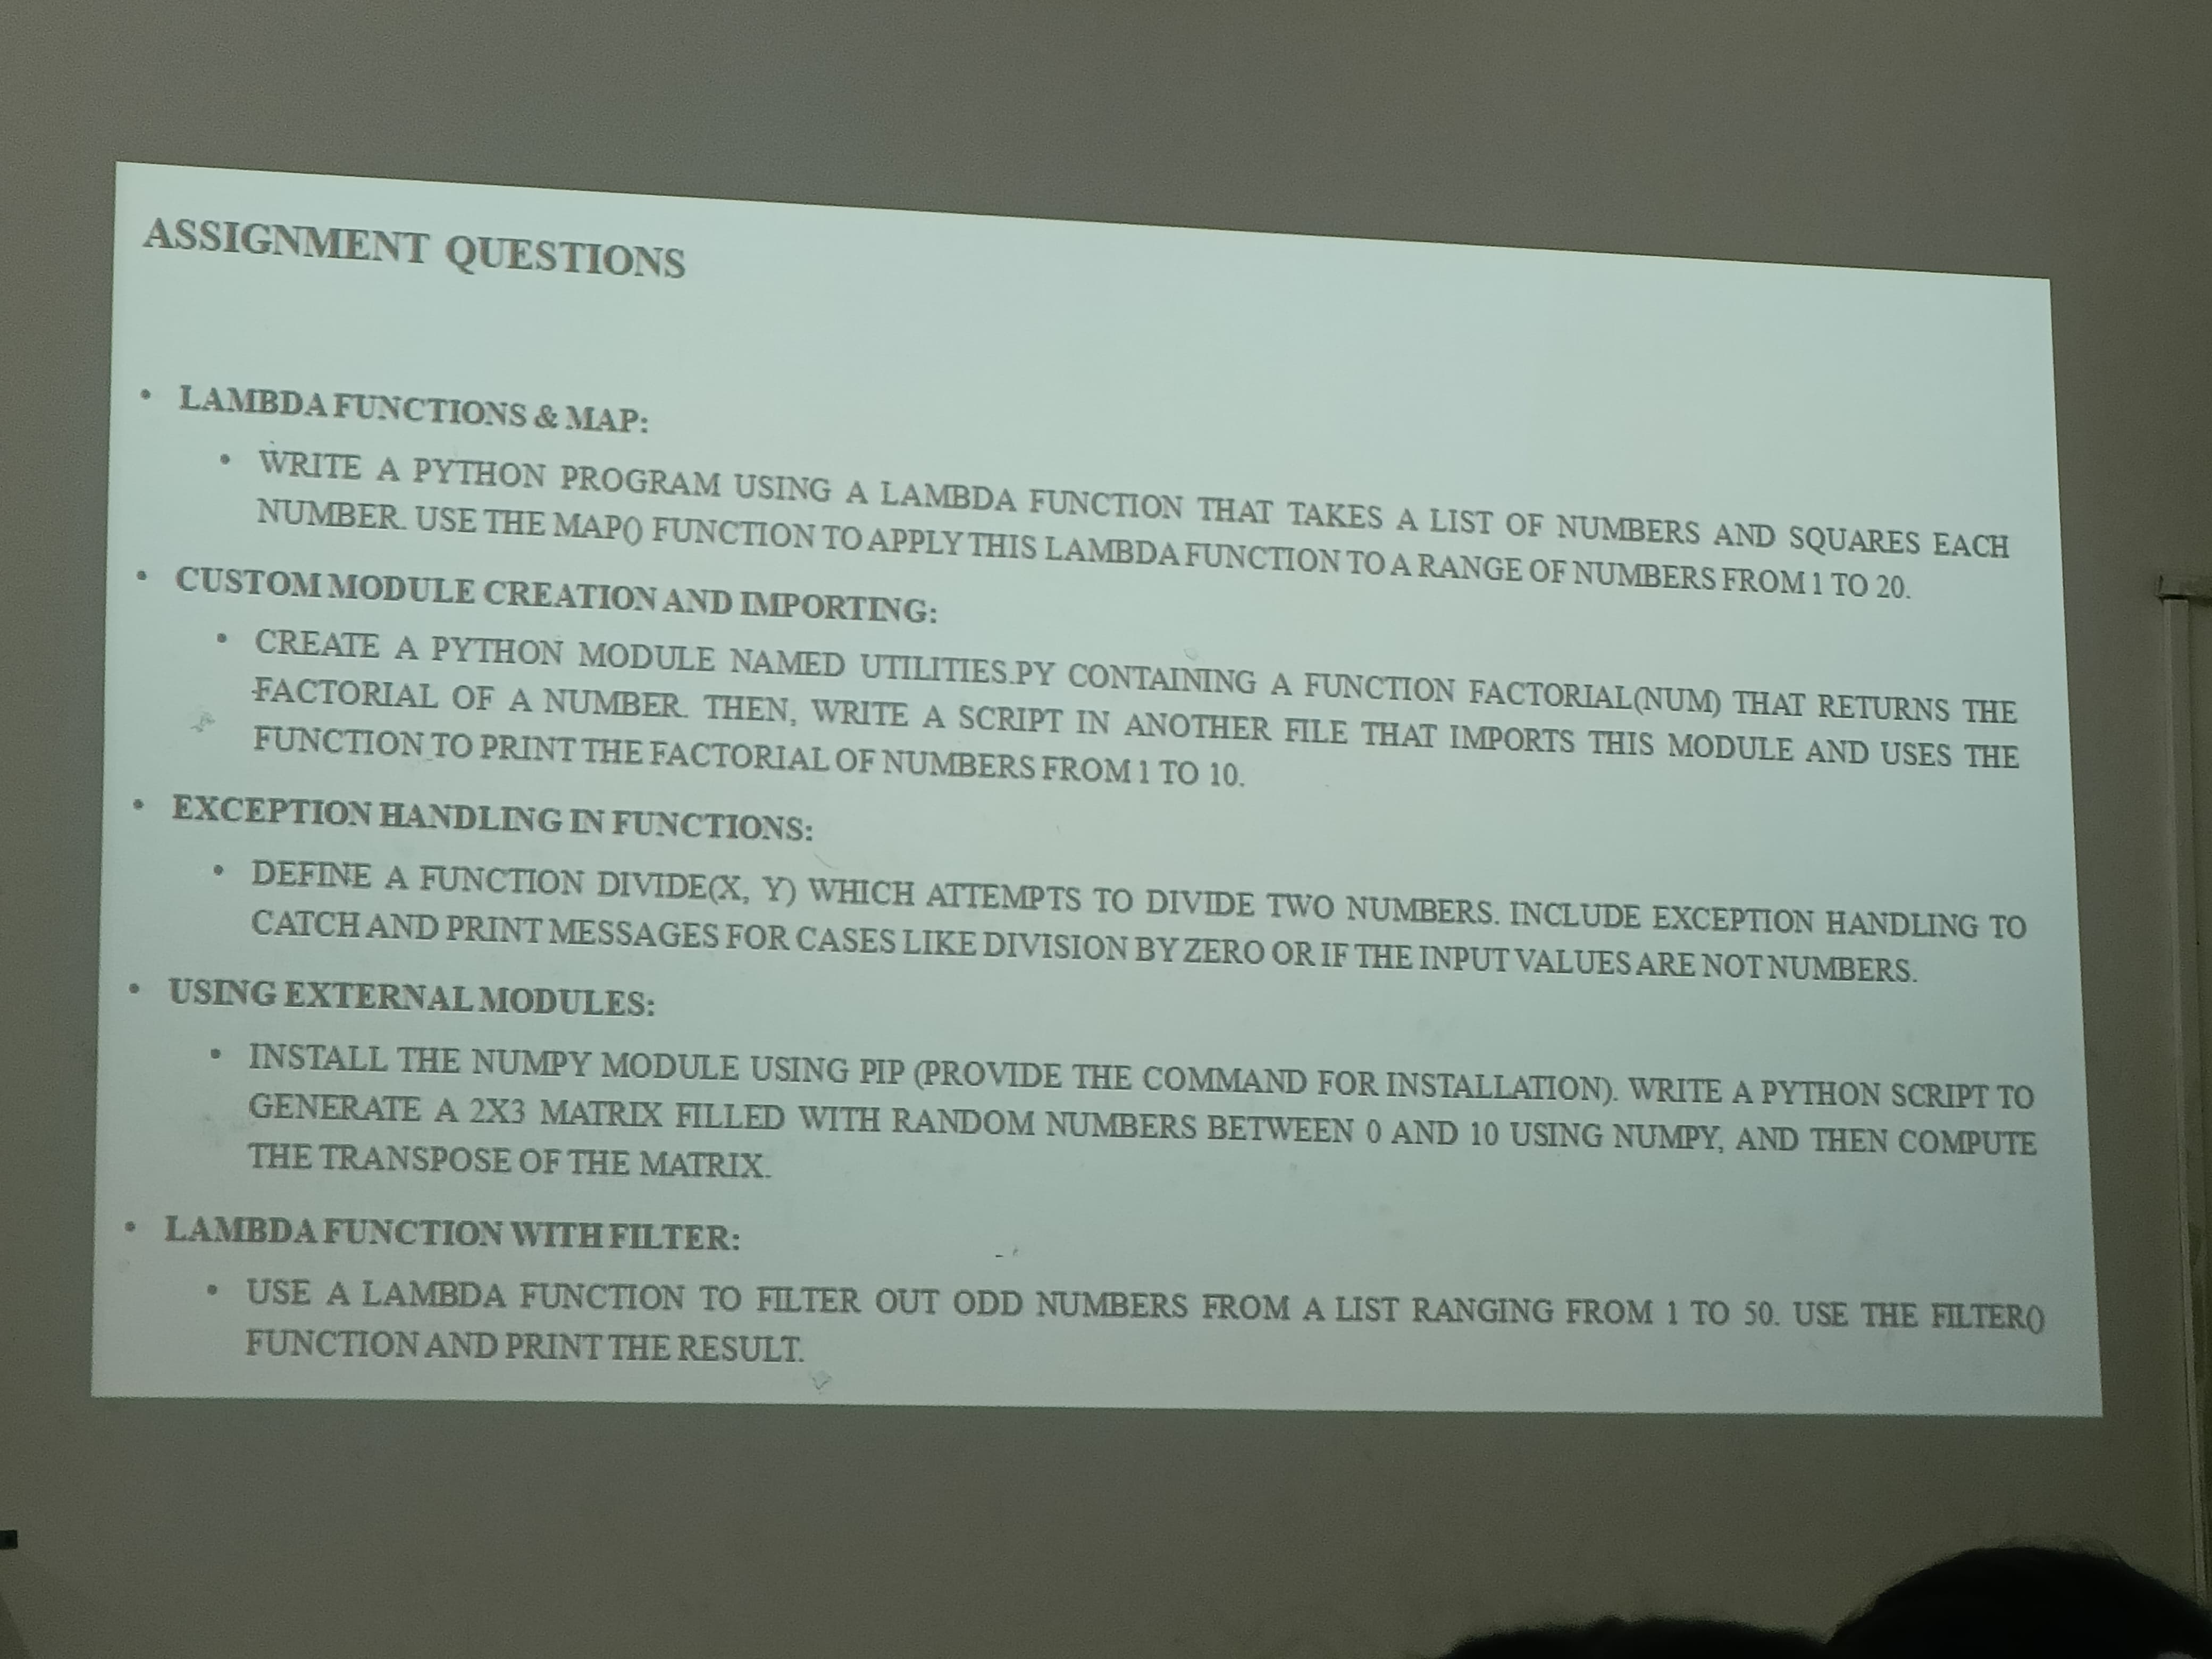 ASSIGNMENT QUESTIONS
• LAMBDA FUNCTIONS & MAP:
• WRITE A PYTHON PROGRAM USING A LAMBDA FUNCTION THAT TAKES A LIST OF NUMBERS AND SQUARES EACH
NUMBER. USE THE MAP() FUNCTION TO APPLY THIS LAMBDA FUNCTION TO A RANGE OF NUMBERS FROM 1 TO 20.
• CUSTOM MODULE CREATION AND IMPORTING:
• CREATE A PYTHON MODULE NAMED UTILITIES.PY CONTAINING A FUNCTION FACTORIAL(NUM) THAT RETURNS THE
FACTORIAL OF A NUMBER. THEN, WRITE A SCRIPT IN ANOTHER FILE THAT IMPORTS THIS MODULE AND USES THE
FUNCTION TO PRINT THE FACTORIAL OF NUMBERS FROM 1 TO 10.
• EXCEPTION HANDLING IN FUNCTIONS:
• DEFINE A FUNCTION DIVIDE(X, Y) WHICH ATTEMPTS TO DIVIDE TWO NUMBERS. INCLUDE EXCEPTION HANDLING TO
CATCH AND PRINT MESSAGES FOR CASES LIKE DIVISION BY ZERO OR IF THE INPUT VALUES ARE NOT NUMBERS.
• USING EXTERNAL MODULES:
• INSTALL THE NUMPY MODULE USING PIP (PROVIDE THE COMMAND FOR INSTALLATION). WRITE A PYTHON SCRIPT TO
GENERATE A 2X3 MATRIX FILLED WITH RANDOM NUMBERS BETWEEN 0 AND 10 USING NUMPY, AND THEN COMPUTE
THE TRANSPOSE OF THE MATRIX.
• LAMBDA FUNCTION WITH FILTER:
• USE A LAMBDA FUNCTION TO FILTER OUT ODD NUMBERS FROM A LIST RANGING FROM 1 TO 50. USE THE FILTER()
FUNCTION AND PRINT THE RESULT.